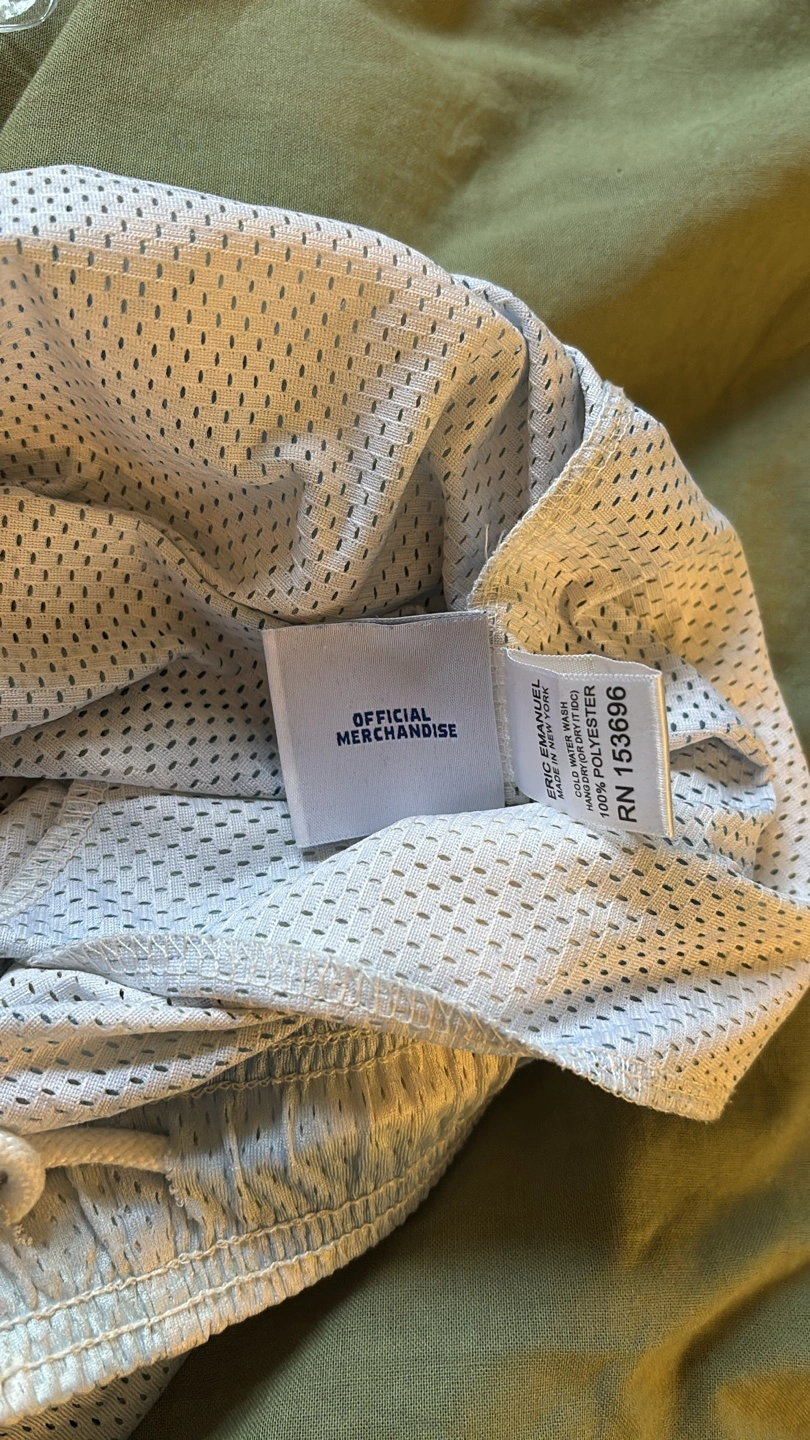 OFFICIAL
MERCHANDISE
ERIC EMANUEL
MADE IN NEW YORK
COLD WATER WASH
HANG DRY (OR DRY IT IDC)
100% POLYESTER
RN 153696